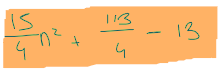 15/4 n² + 113/4 - 13